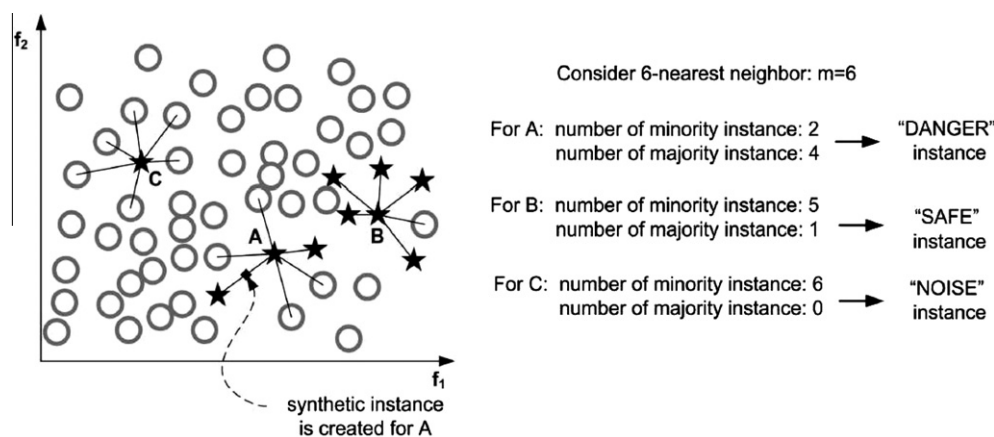 f2
C
A
B
f1
synthetic instance
is created for A
Consider 6-nearest neighbor: m=6
For A: number of minority instance: 2
number of majority instance: 4
"DANGER"
instance
For B: number of minority instance: 5
number of majority instance: 1
"SAFE"
instance
For C: number of minority instance: 6
number of majority instance: 0
"NOISE"
instance